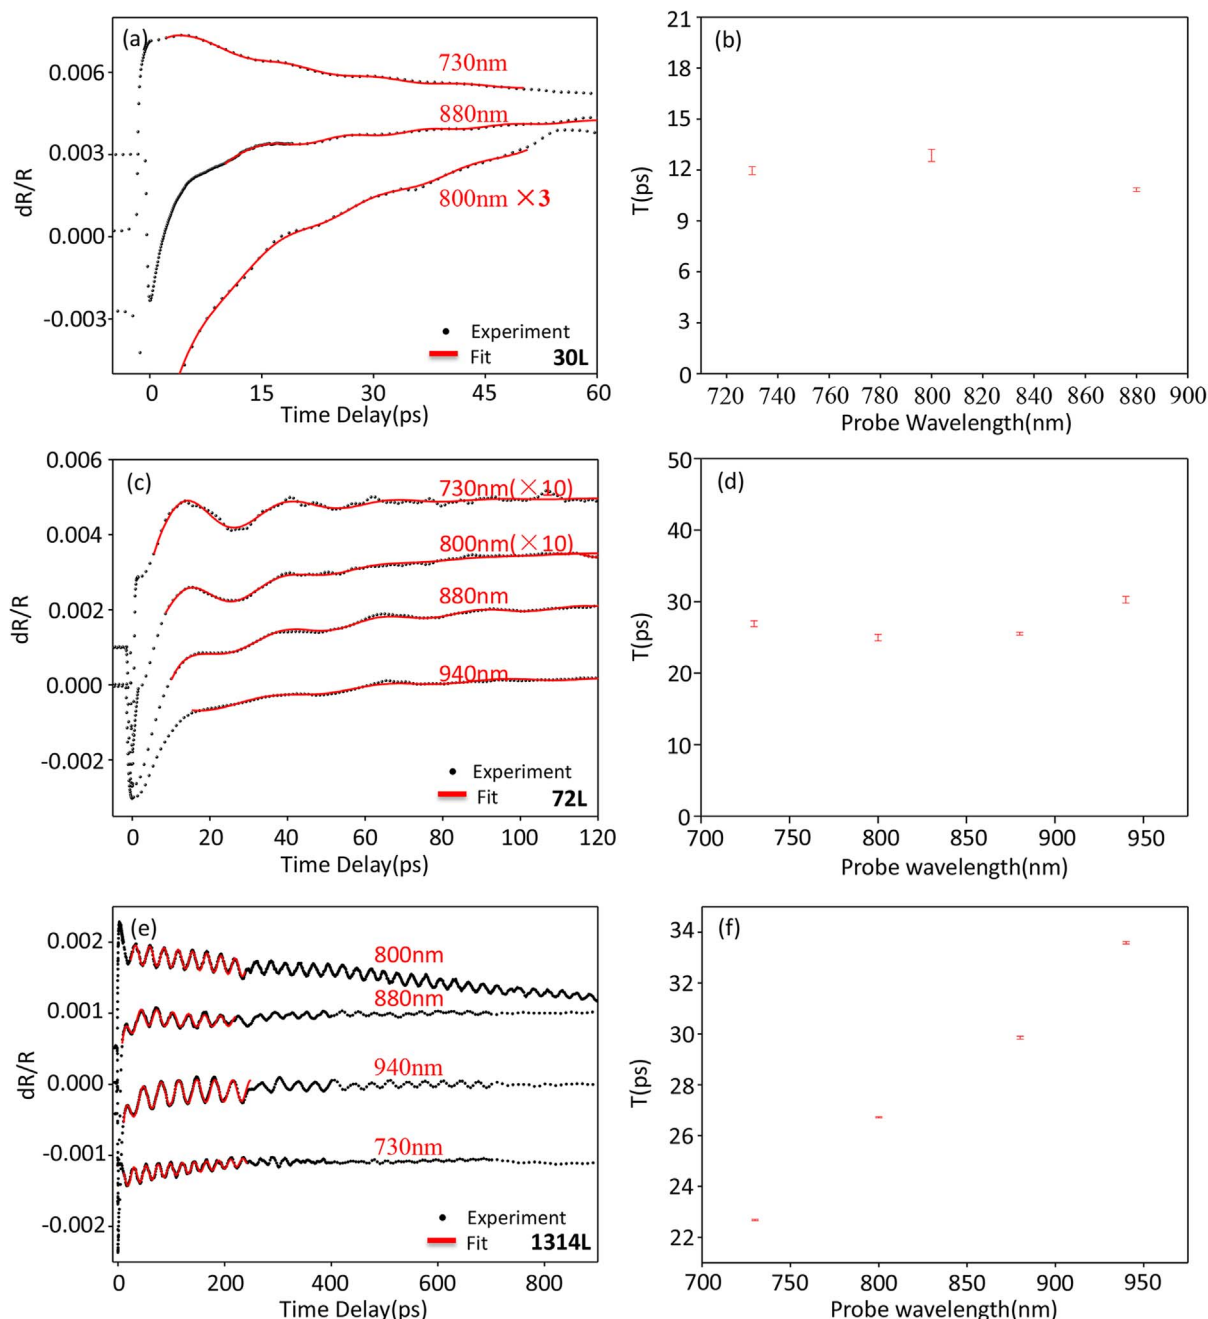 (a)
730nm
880nm
800nm ×3
0.006
0.003
0.000
-0.003
dR/R
Experiment
Fit 30L
0 15 30 45 60
Time Delay(ps)
(b)
21
18
15
12
9
6
3
0
T(ps)
720 740 760 780 800 820 840 860 880 900
Probe Wavelength(nm)
(c)
730nm(×10)
800nm(×10)
880nm
940nm
0.006
0.004
0.002
0.000
-0.002
dR/R
Experiment
Fit 72L
0 20 40 60 80 100 120
Time Delay(ps)
(d)
50
40
30
20
10
0
T(ps)
700 750 800 850 900 950
Probe wavelength(nm)
(e)
800nm
880nm
940nm
730nm
0.002
0.001
0.000
-0.001
-0.002
dR/R
Experiment
Fit 1314L
0 200 400 600 800
Time Delay(ps)
(f)
34
32
30
28
26
24
22
T(ps)
700 750 800 850 900 950
Probe wavelength(nm)